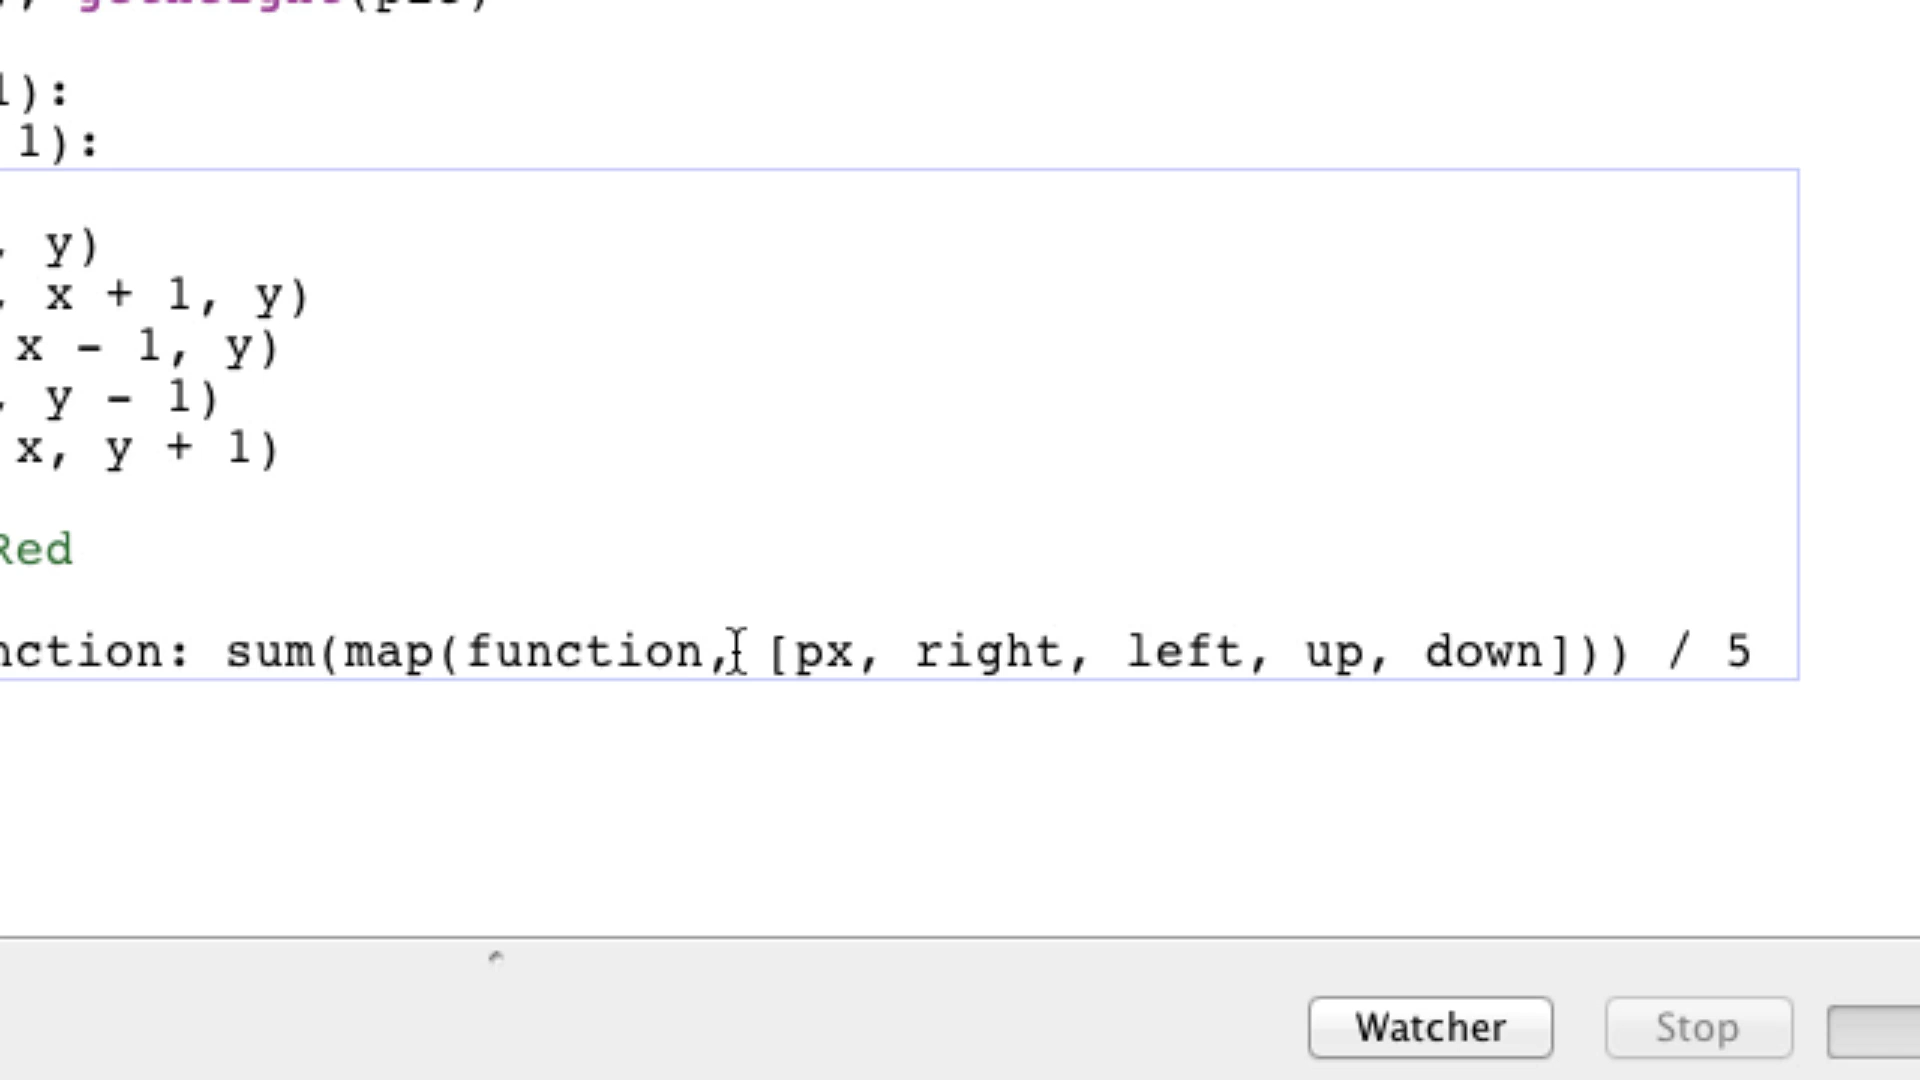 1):
1):
, y)
, x + 1, y)
x - 1, y)
, y - 1)
x, y + 1)
Red
nction: sum(map(function, [px, right, left, up, down])) / 5
Watcher
Stop